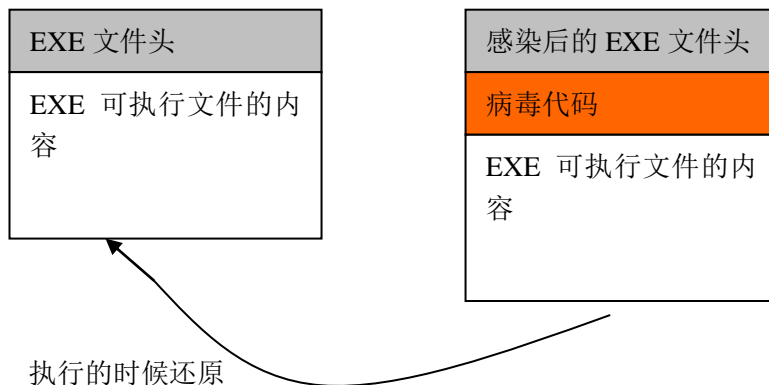 EXE 文件头
EXE 可执行文件的内
容
感染后的 EXE 文件头
病毒代码
EXE 可执行文件的内
容
执行的时候还原